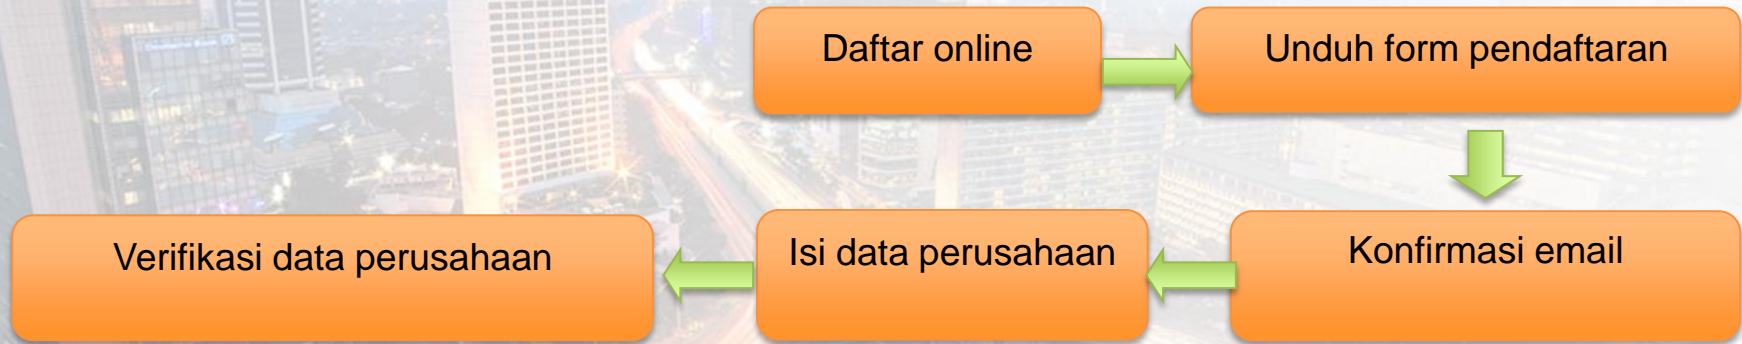 Daftar online
Unduh form pendaftaran
Konfirmasi email
Isi data perusahaan
Verifikasi data perusahaan